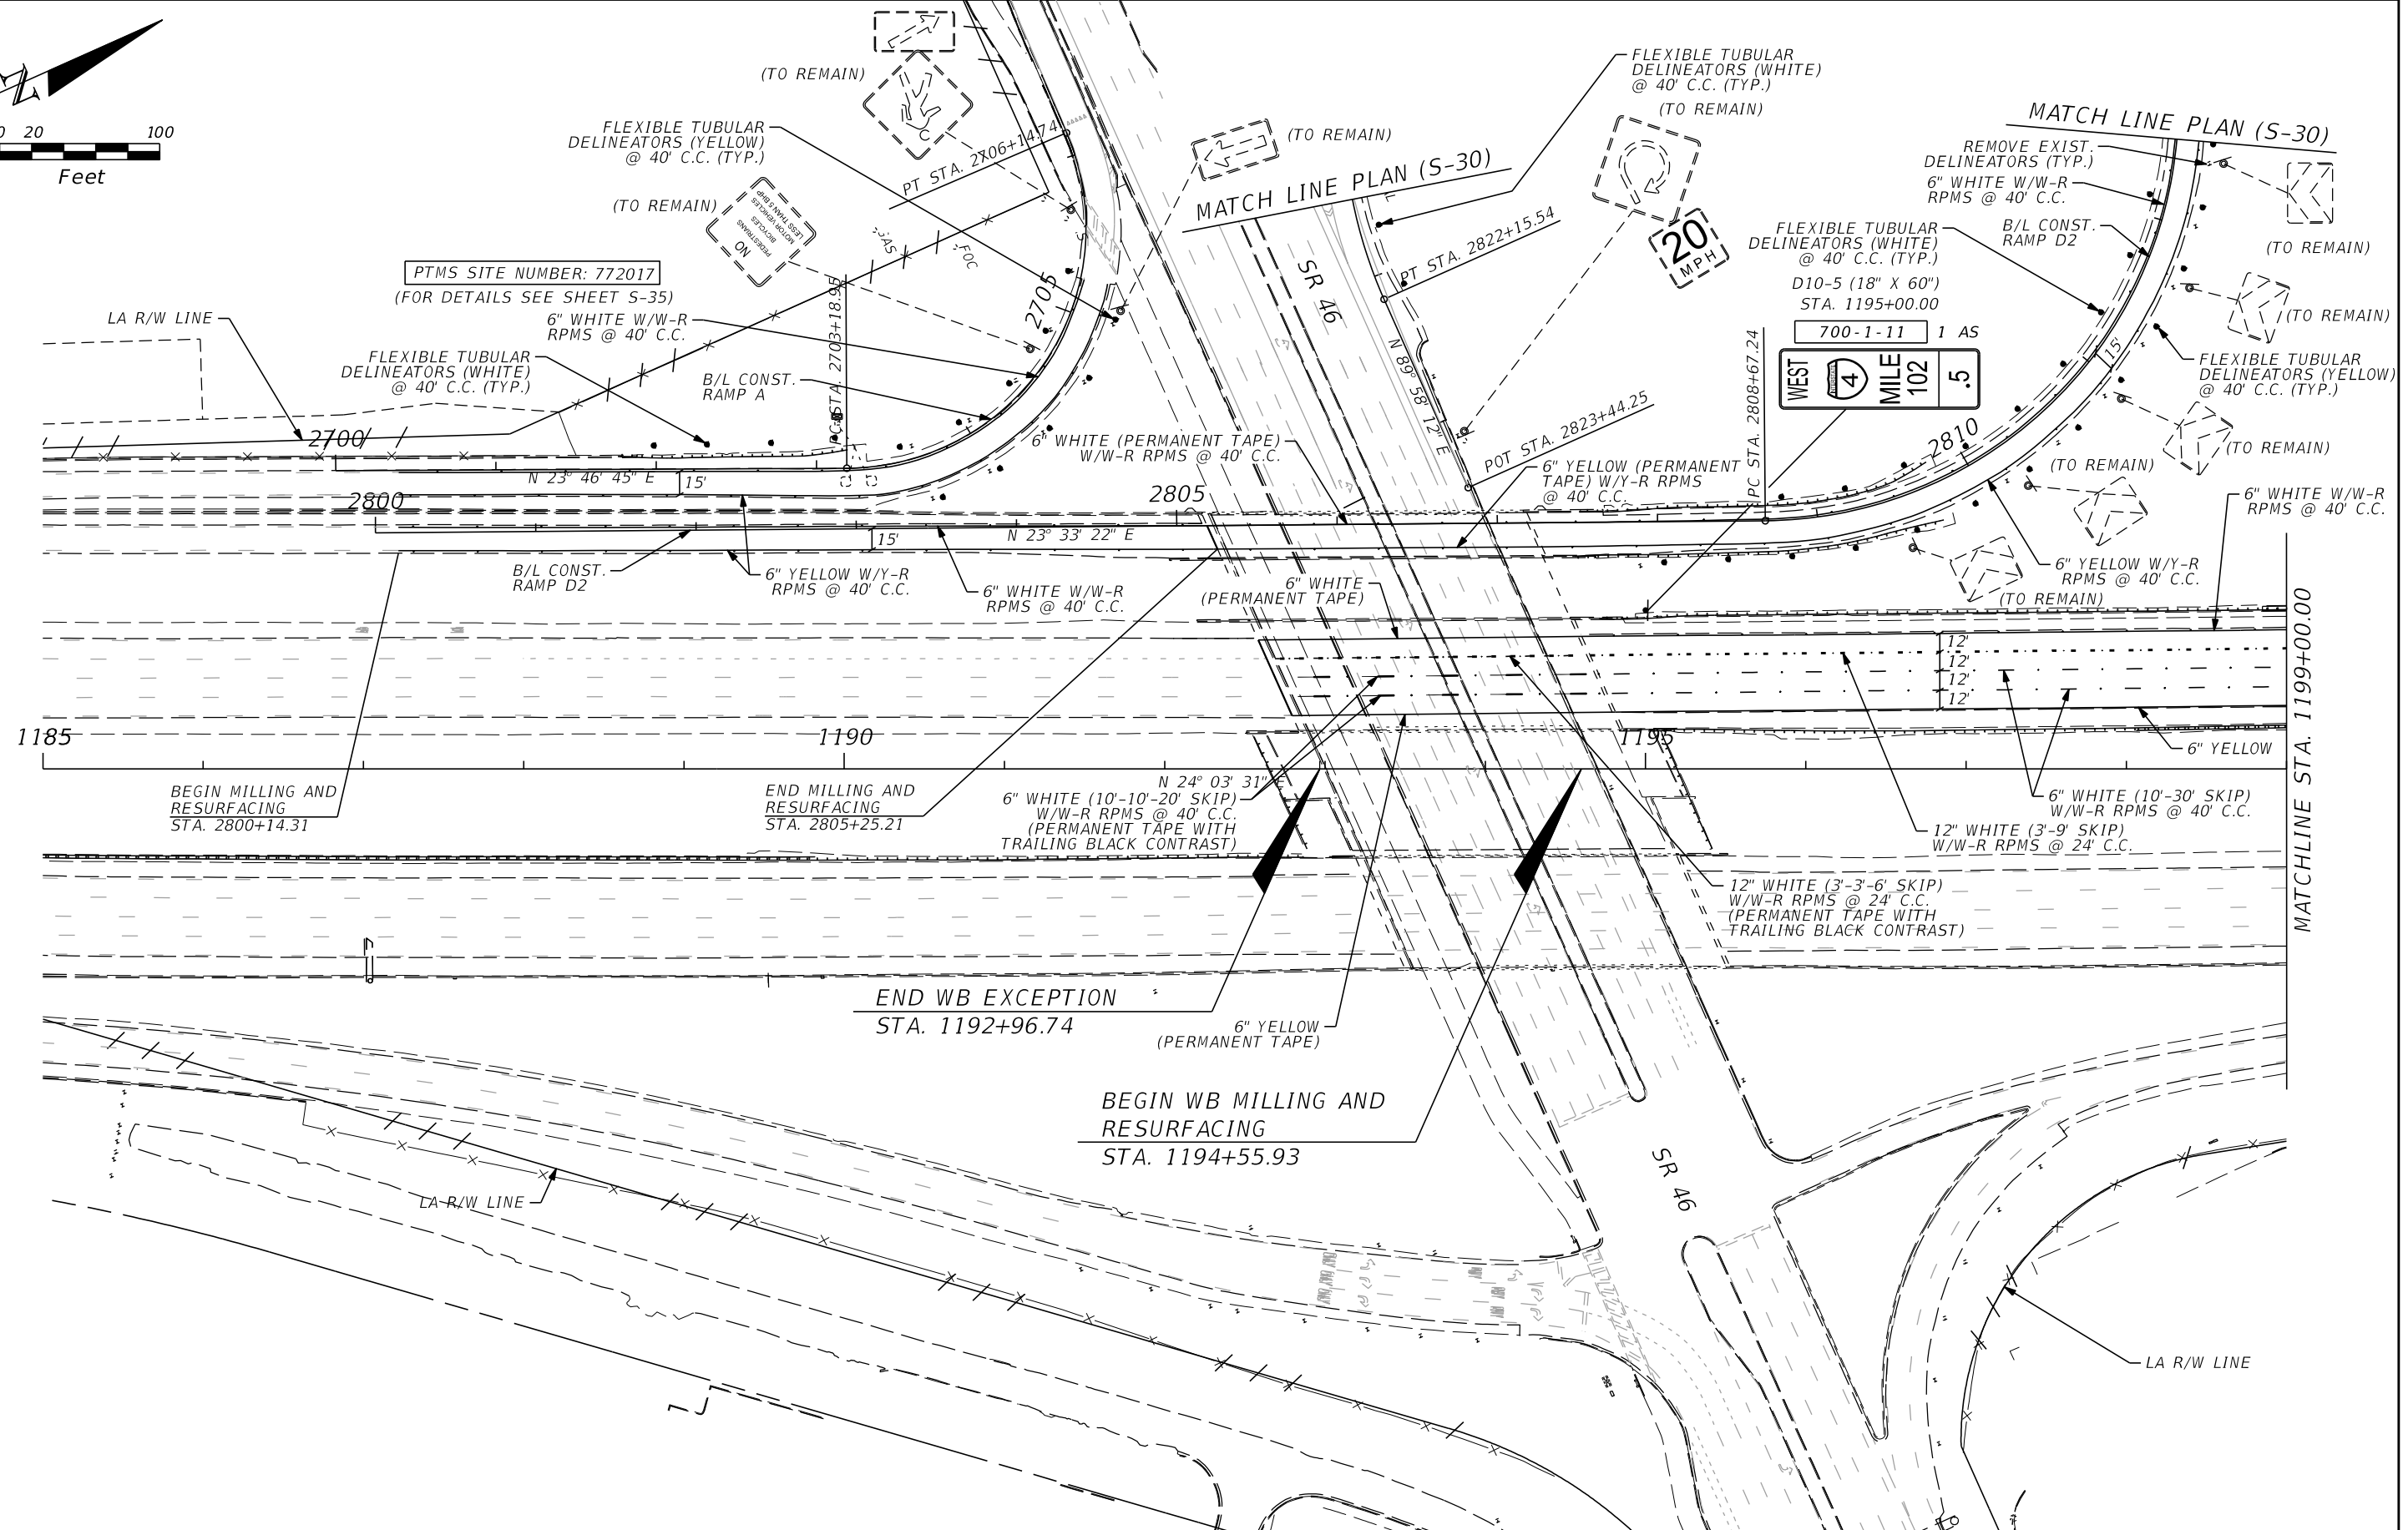 N
0 20 100
Feet
(TO REMAIN)
C
FLEXIBLE TUBULAR
DELINEATORS (YELLOW)
@ 40' C.C. (TYP.)
(TO REMAIN)
NO
PEDESTRIANS
BICYCLES
MOTOR VEHICLES
LESS THAN 5 BHP
PT STA. 2706+14.74
(TO REMAIN)
MATCH LINE PLAN (S-30)
FLEXIBLE TUBULAR
DELINEATORS (WHITE)
@ 40' C.C. (TYP.)
(TO REMAIN)
20
MPH
PT STA. 2822+15.54
MATCH LINE PLAN (S-30)
REMOVE EXIST.
DELINEATORS (TYP.)
6" WHITE W/W-R
RPMS @ 40' C.C.
FLEXIBLE TUBULAR
DELINEATORS (WHITE)
@ 40' C.C. (TYP.)
B/L CONST.
RAMP D2
(TO REMAIN)
D10-5 (18" X 60")
STA. 1195+00.00
700-1-11 1 AS
WEST
4
MILE
102
.5
(TO REMAIN)
15'
FLEXIBLE TUBULAR
DELINEATORS (YELLOW)
@ 40' C.C. (TYP.)
(TO REMAIN)
(TO REMAIN)
PTMS SITE NUMBER: 772017
(FOR DETAILS SEE SHEET S-35)
LA R/W LINE
6" WHITE W/W-R
RPMS @ 40' C.C.
FLEXIBLE TUBULAR
DELINEATORS (WHITE)
@ 40' C.C. (TYP.)
B/L CONST.
RAMP A
PC STA. 2703+18.95
GAS
FOC
2705
SR 46
N 89° 58' 12" E
POT STA. 2823+44.25
PC STA. 2808+67.24
2810
2700
N 23° 46' 45" E
15'
2800
6" WHITE (PERMANENT TAPE)
W/W-R RPMS @ 40' C.C.
2805
6" YELLOW (PERMANENT
TAPE) W/Y-R RPMS
@ 40' C.C.
6" WHITE W/W-R
RPMS @ 40' C.C.
N 23° 33' 22" E
15'
B/L CONST.
RAMP D2
6" YELLOW W/Y-R
RPMS @ 40' C.C.
6" WHITE W/W-R
RPMS @ 40' C.C.
6" WHITE
(PERMANENT TAPE)
6" YELLOW W/Y-R
RPMS @ 40' C.C.
(TO REMAIN)
12'
12'
12'
12'
MATCHLINE STA. 1199+00.00
1185
1190
1195
6" YELLOW
BEGIN MILLING AND
RESURFACING
STA. 2800+14.31
END MILLING AND
RESURFACING
STA. 2805+25.21
N 24° 03' 31" E
6" WHITE (10'-10'-20' SKIP)
W/W-R RPMS @ 40' C.C.
(PERMANENT TAPE WITH
TRAILING BLACK CONTRAST)
6" WHITE (10'-30' SKIP)
W/W-R RPMS @ 40' C.C.
12" WHITE (3'-9' SKIP)
W/W-R RPMS @ 24' C.C.
12" WHITE (3'-3'-6' SKIP)
W/W-R RPMS @ 24' C.C.
(PERMANENT TAPE WITH
TRAILING BLACK CONTRAST)
END WB EXCEPTION
STA. 1192+96.74
6" YELLOW
(PERMANENT TAPE)
BEGIN WB MILLING AND
RESURFACING
STA. 1194+55.93
SR 46
LA R/W LINE
LA R/W LINE